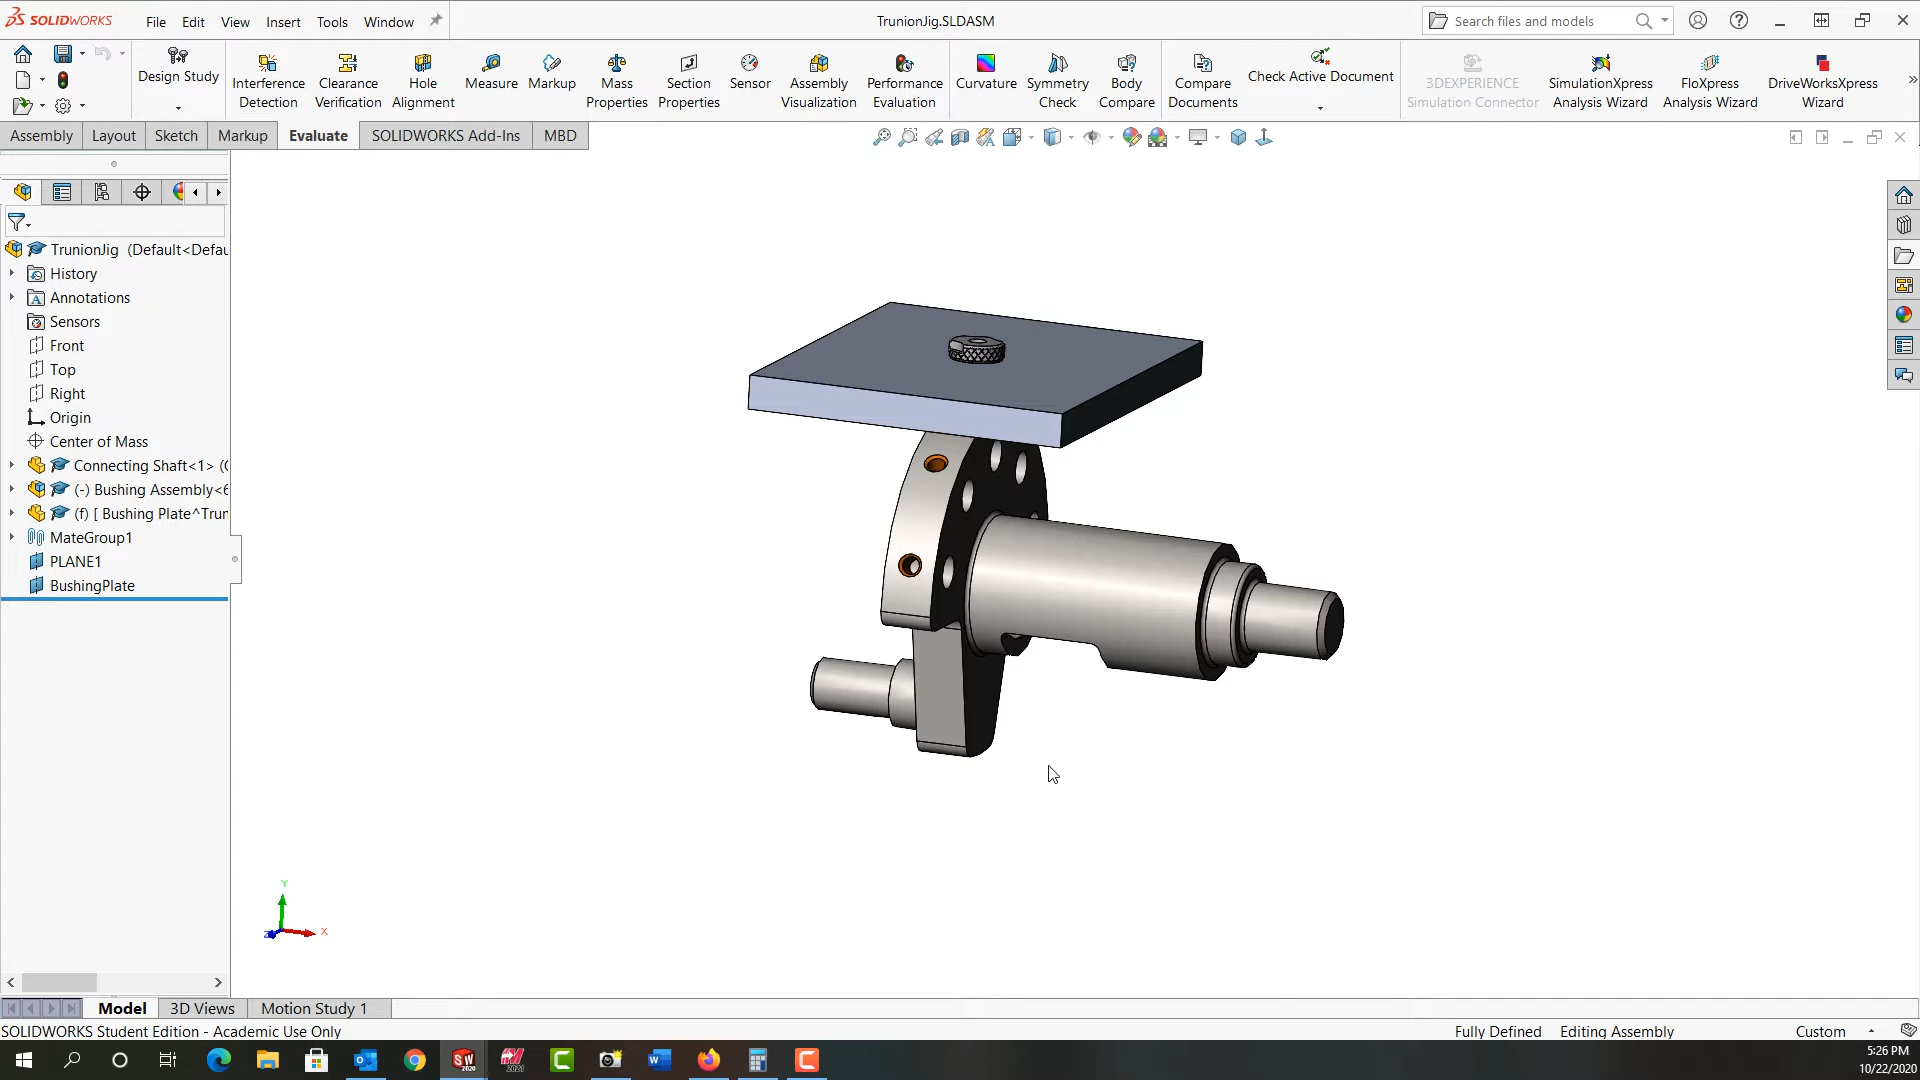 SOLIDWORKS File Edit View Insert Tools Window TrunionJig.SLDASM Search files and models
Design Study
Interference Detection
Clearance Verification
Hole Alignment
Measure
Markup
Mass Properties
Section Properties
Sensor
Assembly Visualization
Performance Evaluation
Curvature
Symmetry Check
Body Compare
Compare Documents
Check Active Document
3DEXPERIENCE Simulation Connector
SimulationXpress Analysis Wizard
FloXpress Analysis Wizard
DriveWorksXpress Wizard
Assembly Layout Sketch Markup Evaluate SOLIDWORKS Add-Ins MBD
TrunionJig (Default<Defau
History
Annotations
Sensors
Front
Top
Right
Origin
Center of Mass
Connecting Shaft<1> (
(-) Bushing Assembly<6
(f) [ Bushing Plate^Trun
MateGroup1
PLANE1
BushingPlate
Y
X
Z
Model 3D Views Motion Study 1
SOLIDWORKS Student Edition - Academic Use Only Fully Defined Editing Assembly Custom
5:26 PM
10/22/2020